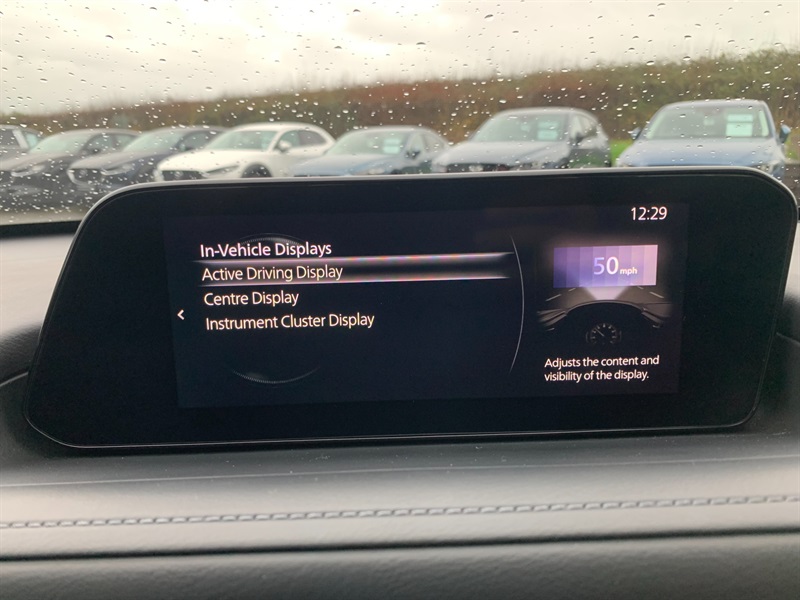 12:29
In-Vehicle Displays
Active Driving Display
Centre Display
Instrument Cluster Display
50 mph
Adjusts the content and
visibility of the display.